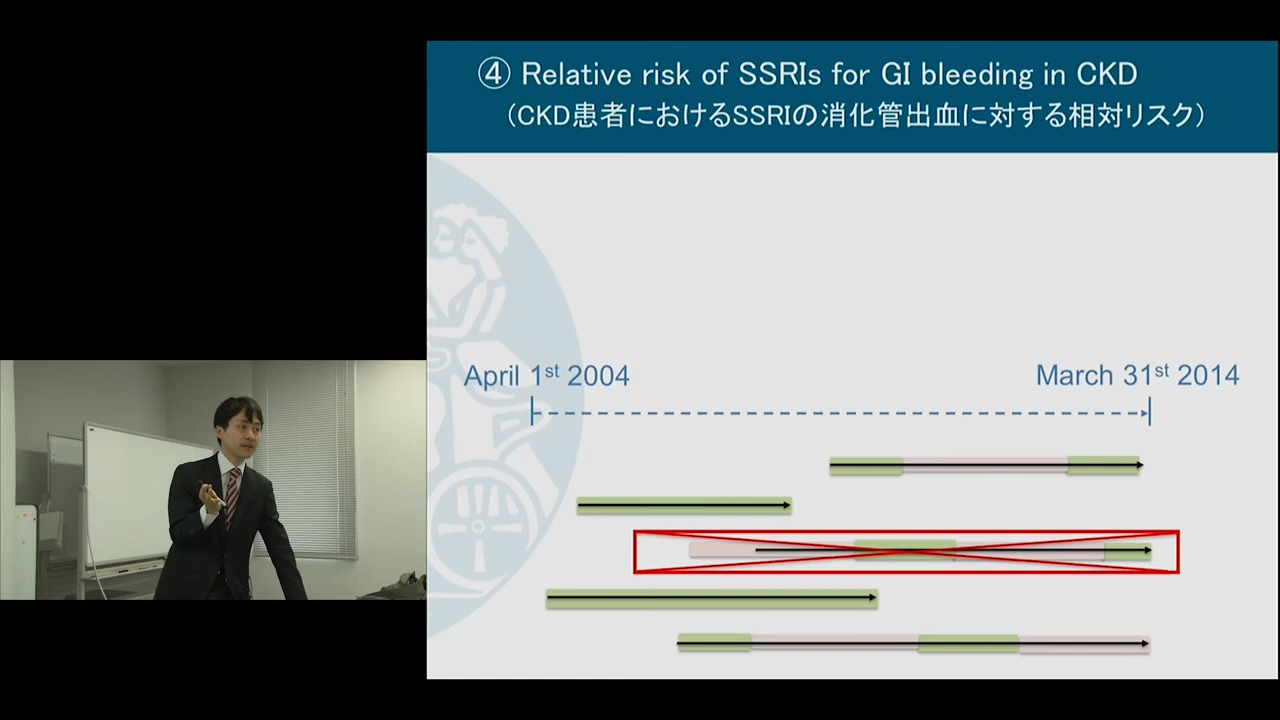 ④ Relative risk of SSRIs for GI bleeding in CKD
（CKD患者におけるSSRIの消化管出血に対する相対リスク）
April 1st 2004
March 31st 2014